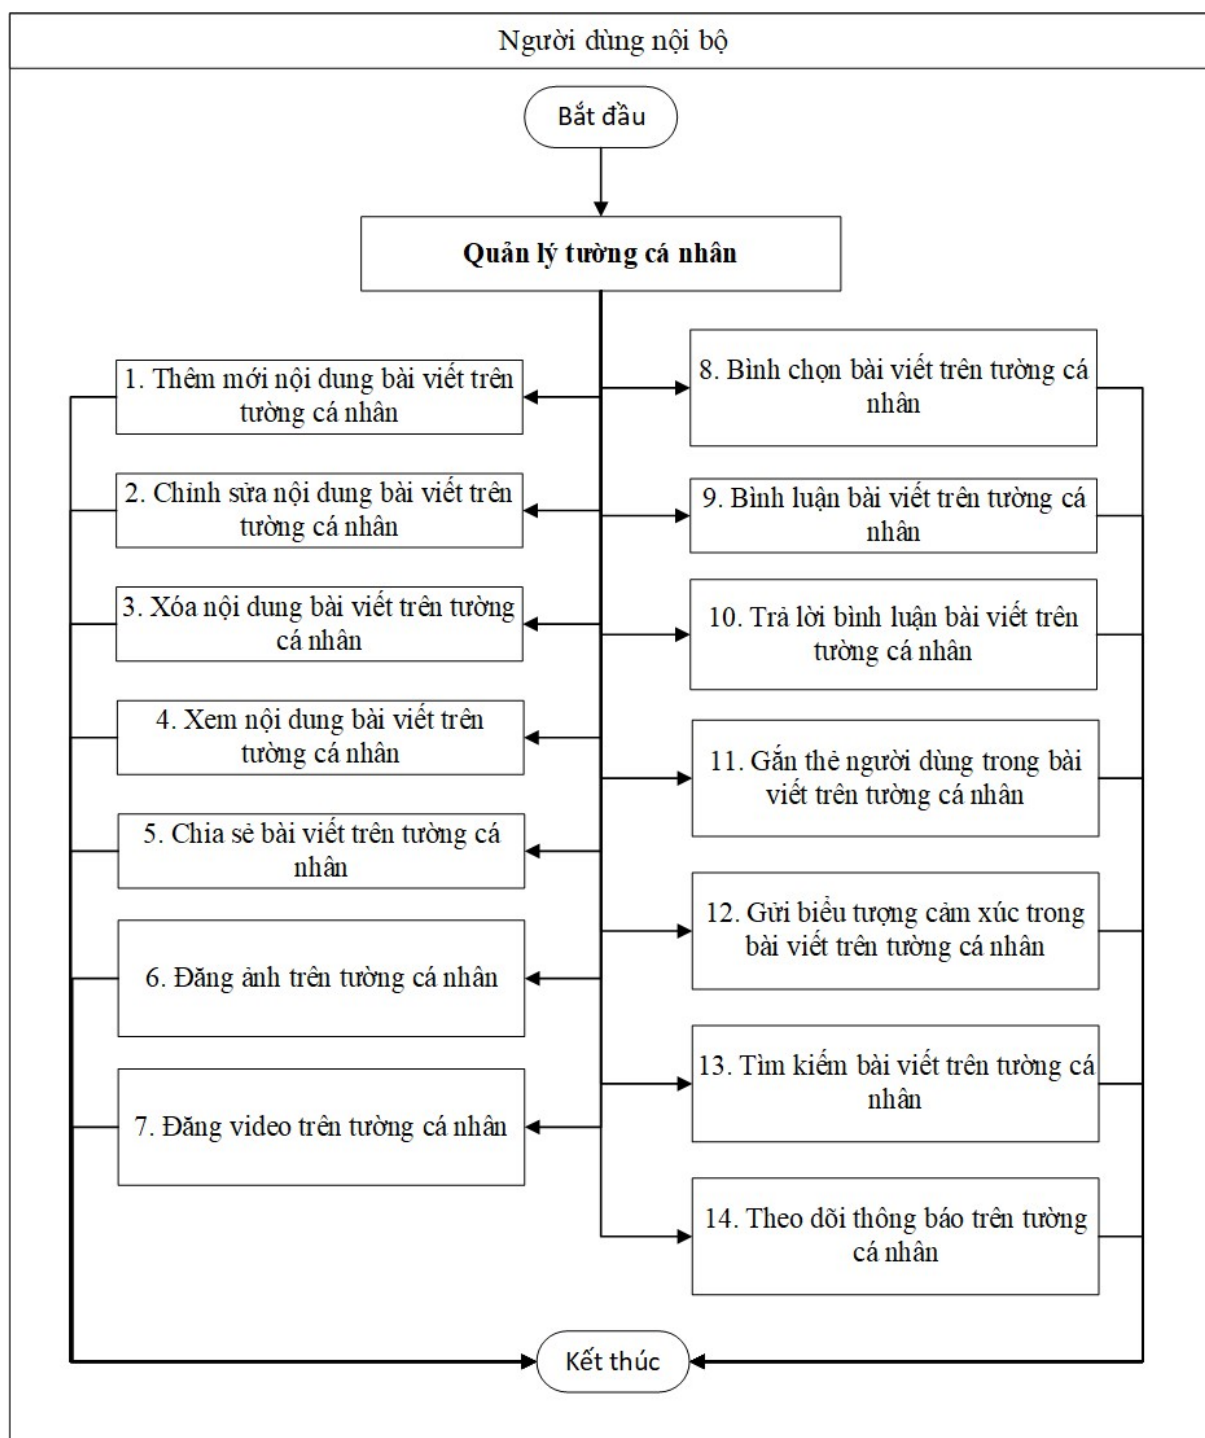 Người dùng nội bộ
Bắt đầu
Quản lý tường cá nhân
1. Thêm mới nội dung bài viết trên
tường cá nhân
2. Chỉnh sửa nội dung bài viết trên
tường cá nhân
3. Xóa nội dung bài viết trên tường
cá nhân
4. Xem nội dung bài viết trên
tường cá nhân
5. Chia sẻ bài viết trên tường cá
nhân
6. Đăng ảnh trên tường cá nhân
7. Đăng video trên tường cá nhân
8. Bình chọn bài viết trên tường cá
nhân
9. Bình luận bài viết trên tường cá
nhân
10. Trả lời bình luận bài viết trên
tường cá nhân
11. Gắn thẻ người dùng trong bài
viết trên tường cá nhân
12. Gửi biểu tượng cảm xúc trong
bài viết trên tường cá nhân
13. Tìm kiếm bài viết trên tường cá
nhân
14. Theo dõi thông báo trên tường
cá nhân
Kết thúc